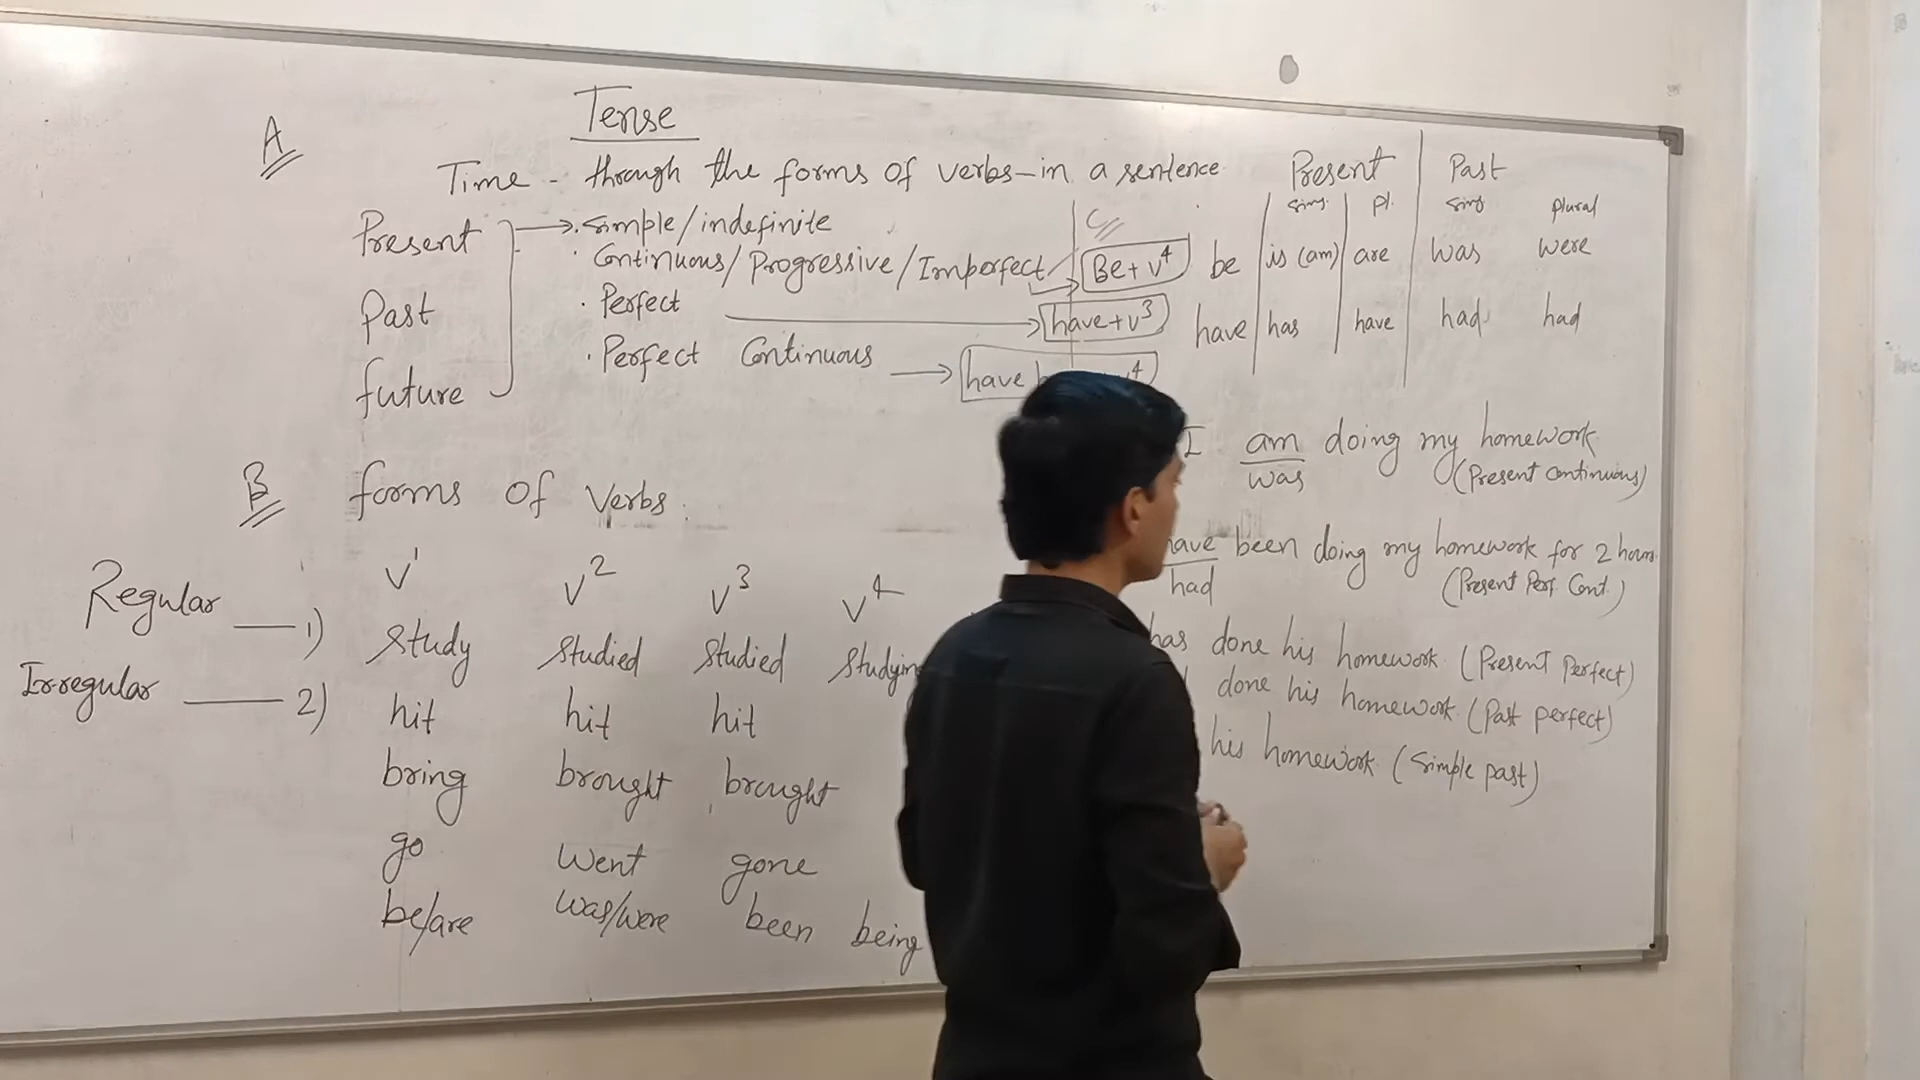 A
Tense
Time - through the forms of verbs - in a sentence
Present
Past
future
→ . simple/indefinite
. Continuous/Progressive/Imperfect
. Perfect
. Perfect Continuous
C
Be+v⁴
have+v³
have
Present Past
sing. Pl. sing plural
be is (am) are was were
have has have had had
I am doing my homework
was (Present continuous)
have been doing my homework for 2 hours.
had (Present Perf. Cont.)
has done his homework. (Present perfect)
done his homework. (Past perfect)
his homework. (Simple past)
B forms of verbs.
v¹ v² v³ v⁴
Regular — 1) study studied studied studying
Irregular — 2) hit hit hit
bring brought brought
go went gone
be/are was/were been being